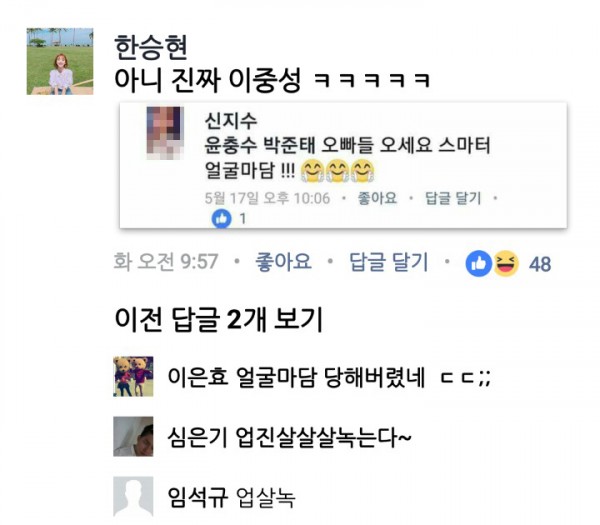 한승현
아니 진짜 이중성 ㅋㅋㅋㅋㅋ
신지수
윤충수 박준태 오빠들 오세요 스마터
얼굴마담 !!! 🤗🤗🤗
5월 17일 오후 10:06 • 좋아요 • 답글 달기 •
1
화 오전 9:57 • 좋아요 • 답글 달기 • 48
이전 답글 2개 보기
이은효 얼굴마담 당해버렸네 ㄷㄷ;;
심은기 업진살살살녹는다~
임석규 업살녹